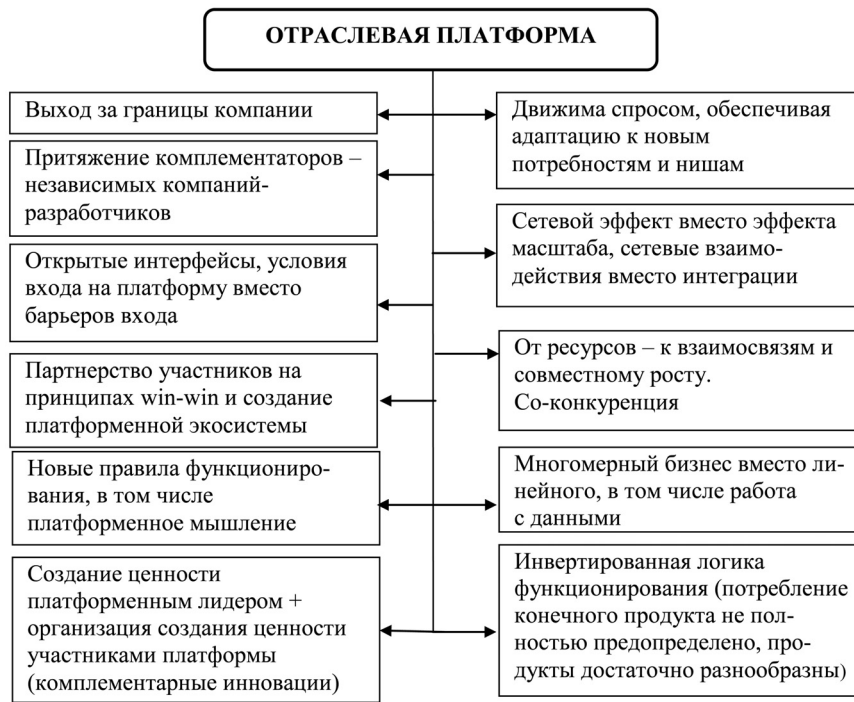 ОТРАСЛЕВАЯ ПЛАТФОРМА
Выход за границы компании
Притяжение комплементаторов –
независимых компаний-
разработчиков
Открытые интерфейсы, условия
входа на платформу вместо
барьеров входа
Партнерство участников на
принципах win-win и создание
платформенной экосистемы
Новые правила функциониро-
вания, в том числе
платформенное мышление
Создание ценности
платформенным лидером +
организация создания ценности
участниками платформы
(комплементарные инновации)
Движима спросом, обеспечивая
адаптацию к новым
потребностям и нишам
Сетевой эффект вместо эффекта
масштаба, сетевые взаимо-
действия вместо интеграции
От ресурсов – к взаимосвязям и
совместному росту.
Со-конкуренция
Многомерный бизнес вместо ли-
нейного, в том числе работа
с данными
Инвертированная логика
функционирования (потребление
конечного продукта не пол-
ностью предопределено, про-
дукты достаточно разнообразны)